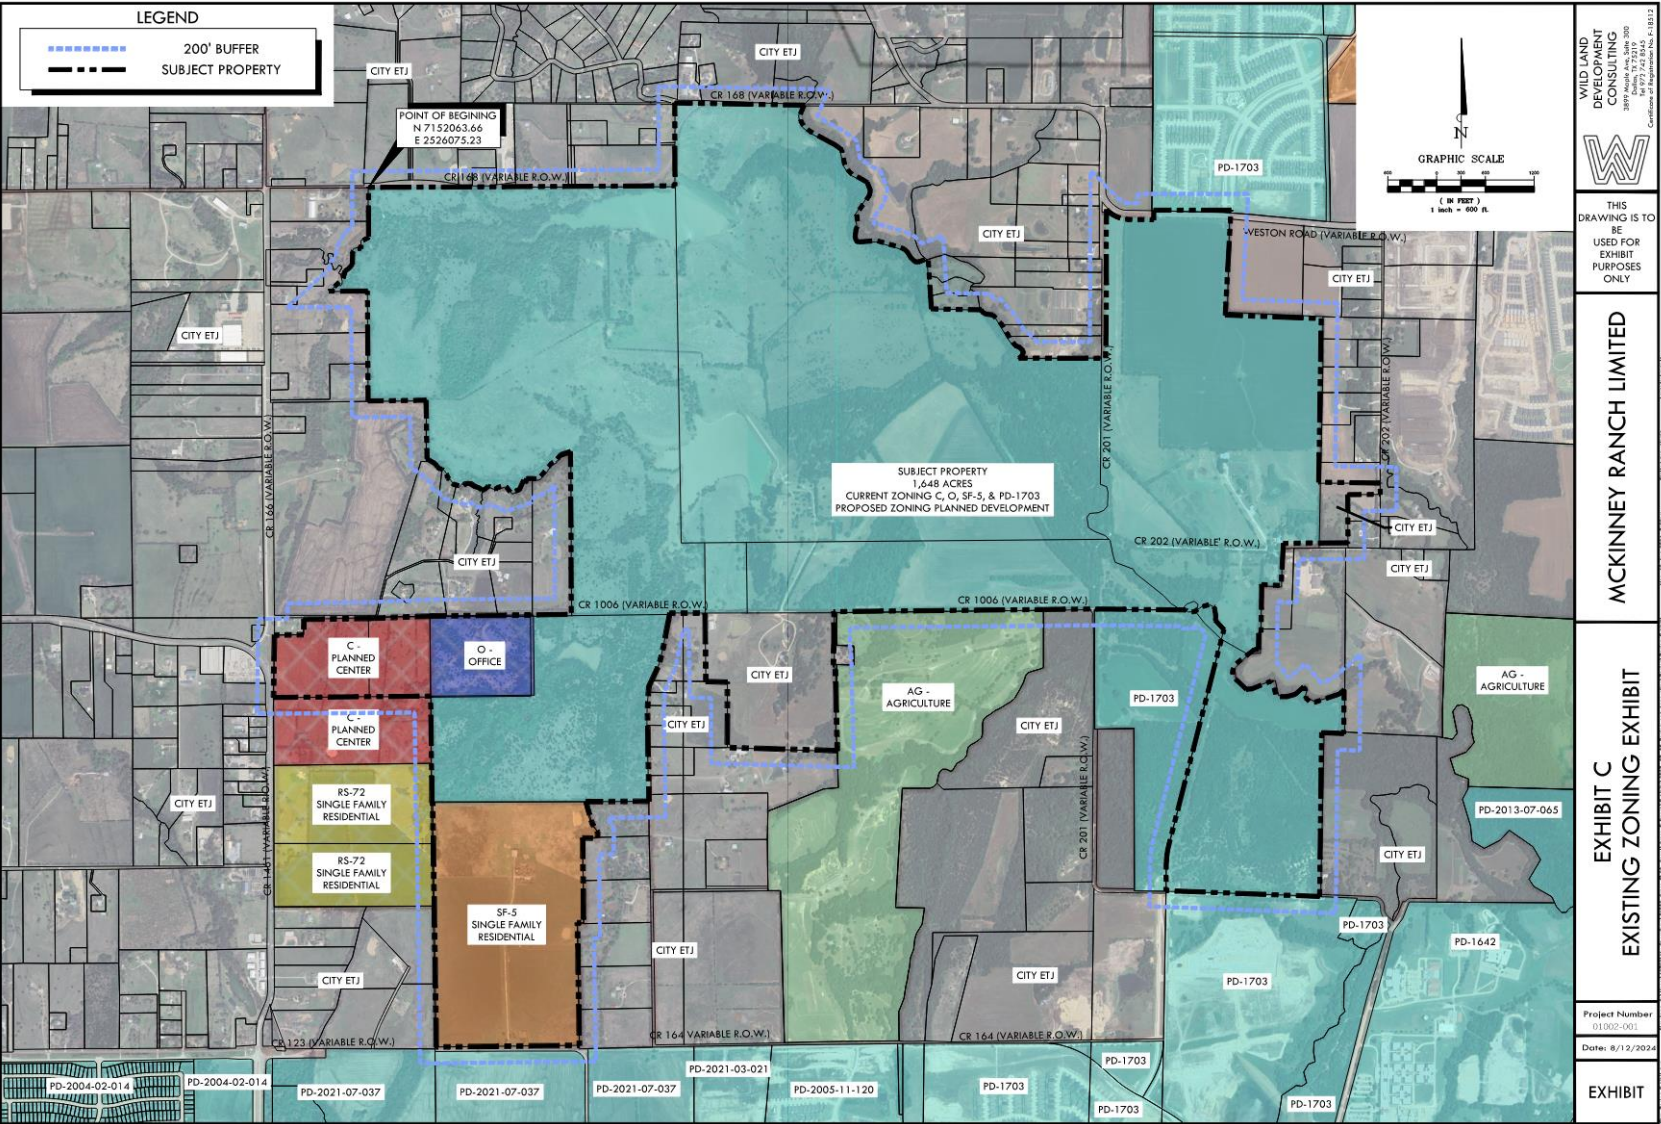 LEGEND
200' BUFFER
SUBJECT PROPERTY
CITY ETJ
CITY ETJ
CR 168 (VARIABLE R.O.W.)
POINT OF BEGINING
N 7152063.66
E 2526075.23
CR 168 (VARIABLE R.O.W.)
PD-1703
N
GRAPHIC SCALE
( IN FEET )
1 inch = 600 ft.
CITY ETJ
WESTON ROAD (VARIABLE R.O.W.)
CITY ETJ
CITY ETJ
CR 201 (VARIABLE R.O.W.)
CR 202 (VARIABLE R.O.W.)
CR 166 (VARIABLE R.O.W.)
SUBJECT PROPERTY
1,648 ACRES
CURRENT ZONING C, O, SF-5, & PD-1703
PROPOSED ZONING PLANNED DEVELOPMENT
CITY ETJ
CR 202 (VARIABLE R.O.W.)
CITY ETJ
CITY ETJ
CR 1006 (VARIABLE R.O.W.)
CR 1006 (VARIABLE R.O.W.)
C -
PLANNED
CENTER
O -
OFFICE
CITY ETJ
AG -
AGRICULTURE
PD-1703
AG -
AGRICULTURE
C -
PLANNED
CENTER
CITY ETJ
CITY ETJ
CR 201 (VARIABLE R.O.W.)
CITY ETJ
RS-72
SINGLE FAMILY
RESIDENTIAL
PD-2013-07-065
CR 1461 (VARIABLE R.O.W.)
RS-72
SINGLE FAMILY
RESIDENTIAL
CITY ETJ
SF-5
SINGLE FAMILY
RESIDENTIAL
PD-1703
PD-1642
CITY ETJ
CITY ETJ
CITY ETJ
PD-1703
CR 123 (VARIABLE R.O.W.)
CR 164 VARIABLE R.O.W.)
CR 164 (VARIABLE R.O.W.)
PD-2004-02-014
PD-2004-02-014
PD-2021-07-037
PD-2021-07-037
PD-2021-07-037
PD-2021-03-021
PD-2005-11-120
PD-1703
PD-1703
PD-1703
PD-1703
WILD LAND
DEVELOPMENT
CONSULTING
THIS
DRAWING IS TO
BE
USED FOR
EXHIBIT
PURPOSES
ONLY
MCKINNEY RANCH LIMITED
EXHIBIT C
EXISTING ZONING EXHIBIT
Project Number
01002-001
Date: 8/12/2024
EXHIBIT